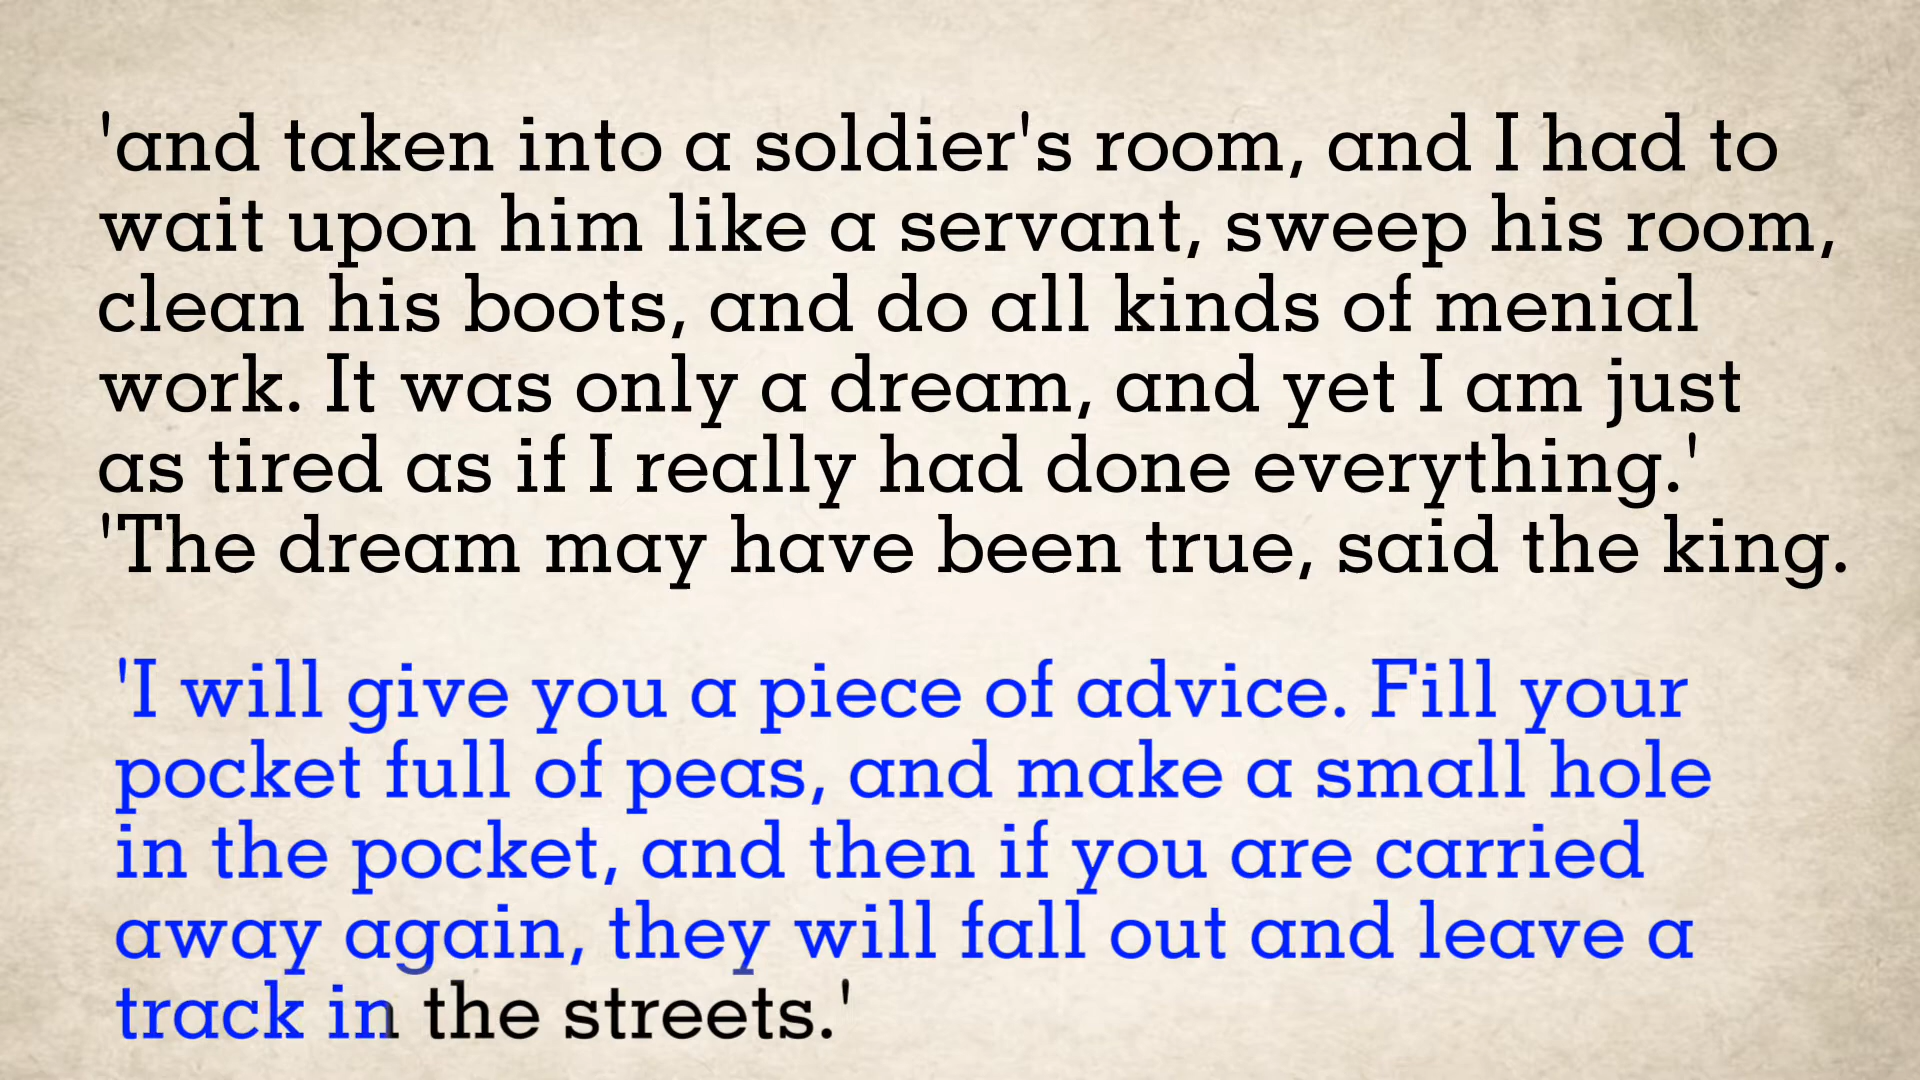 'and taken into a soldier's room, and I had to
wait upon him like a servant, sweep his room,
clean his boots, and do all kinds of menial
work. It was only a dream, and yet I am just
as tired as if I really had done everything.'
'The dream may have been true, said the king.
'I will give you a piece of advice. Fill your
pocket full of peas, and make a small hole
in the pocket, and then if you are carried
away again, they will fall out and leave a
track in the streets.'